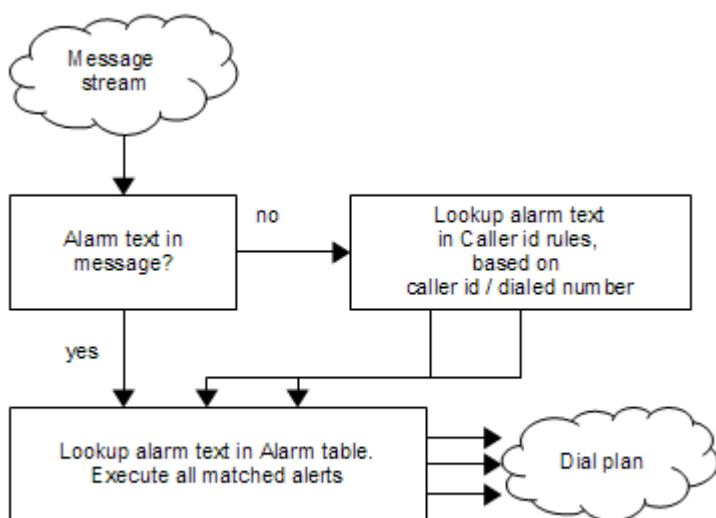 Message
stream
Alarm text in
message?
no
Lookup alarm text
in Caller id rules,
based on
caller id / dialed number
yes
Lookup alarm text in Alarm table.
Execute all matched alerts
Dial plan